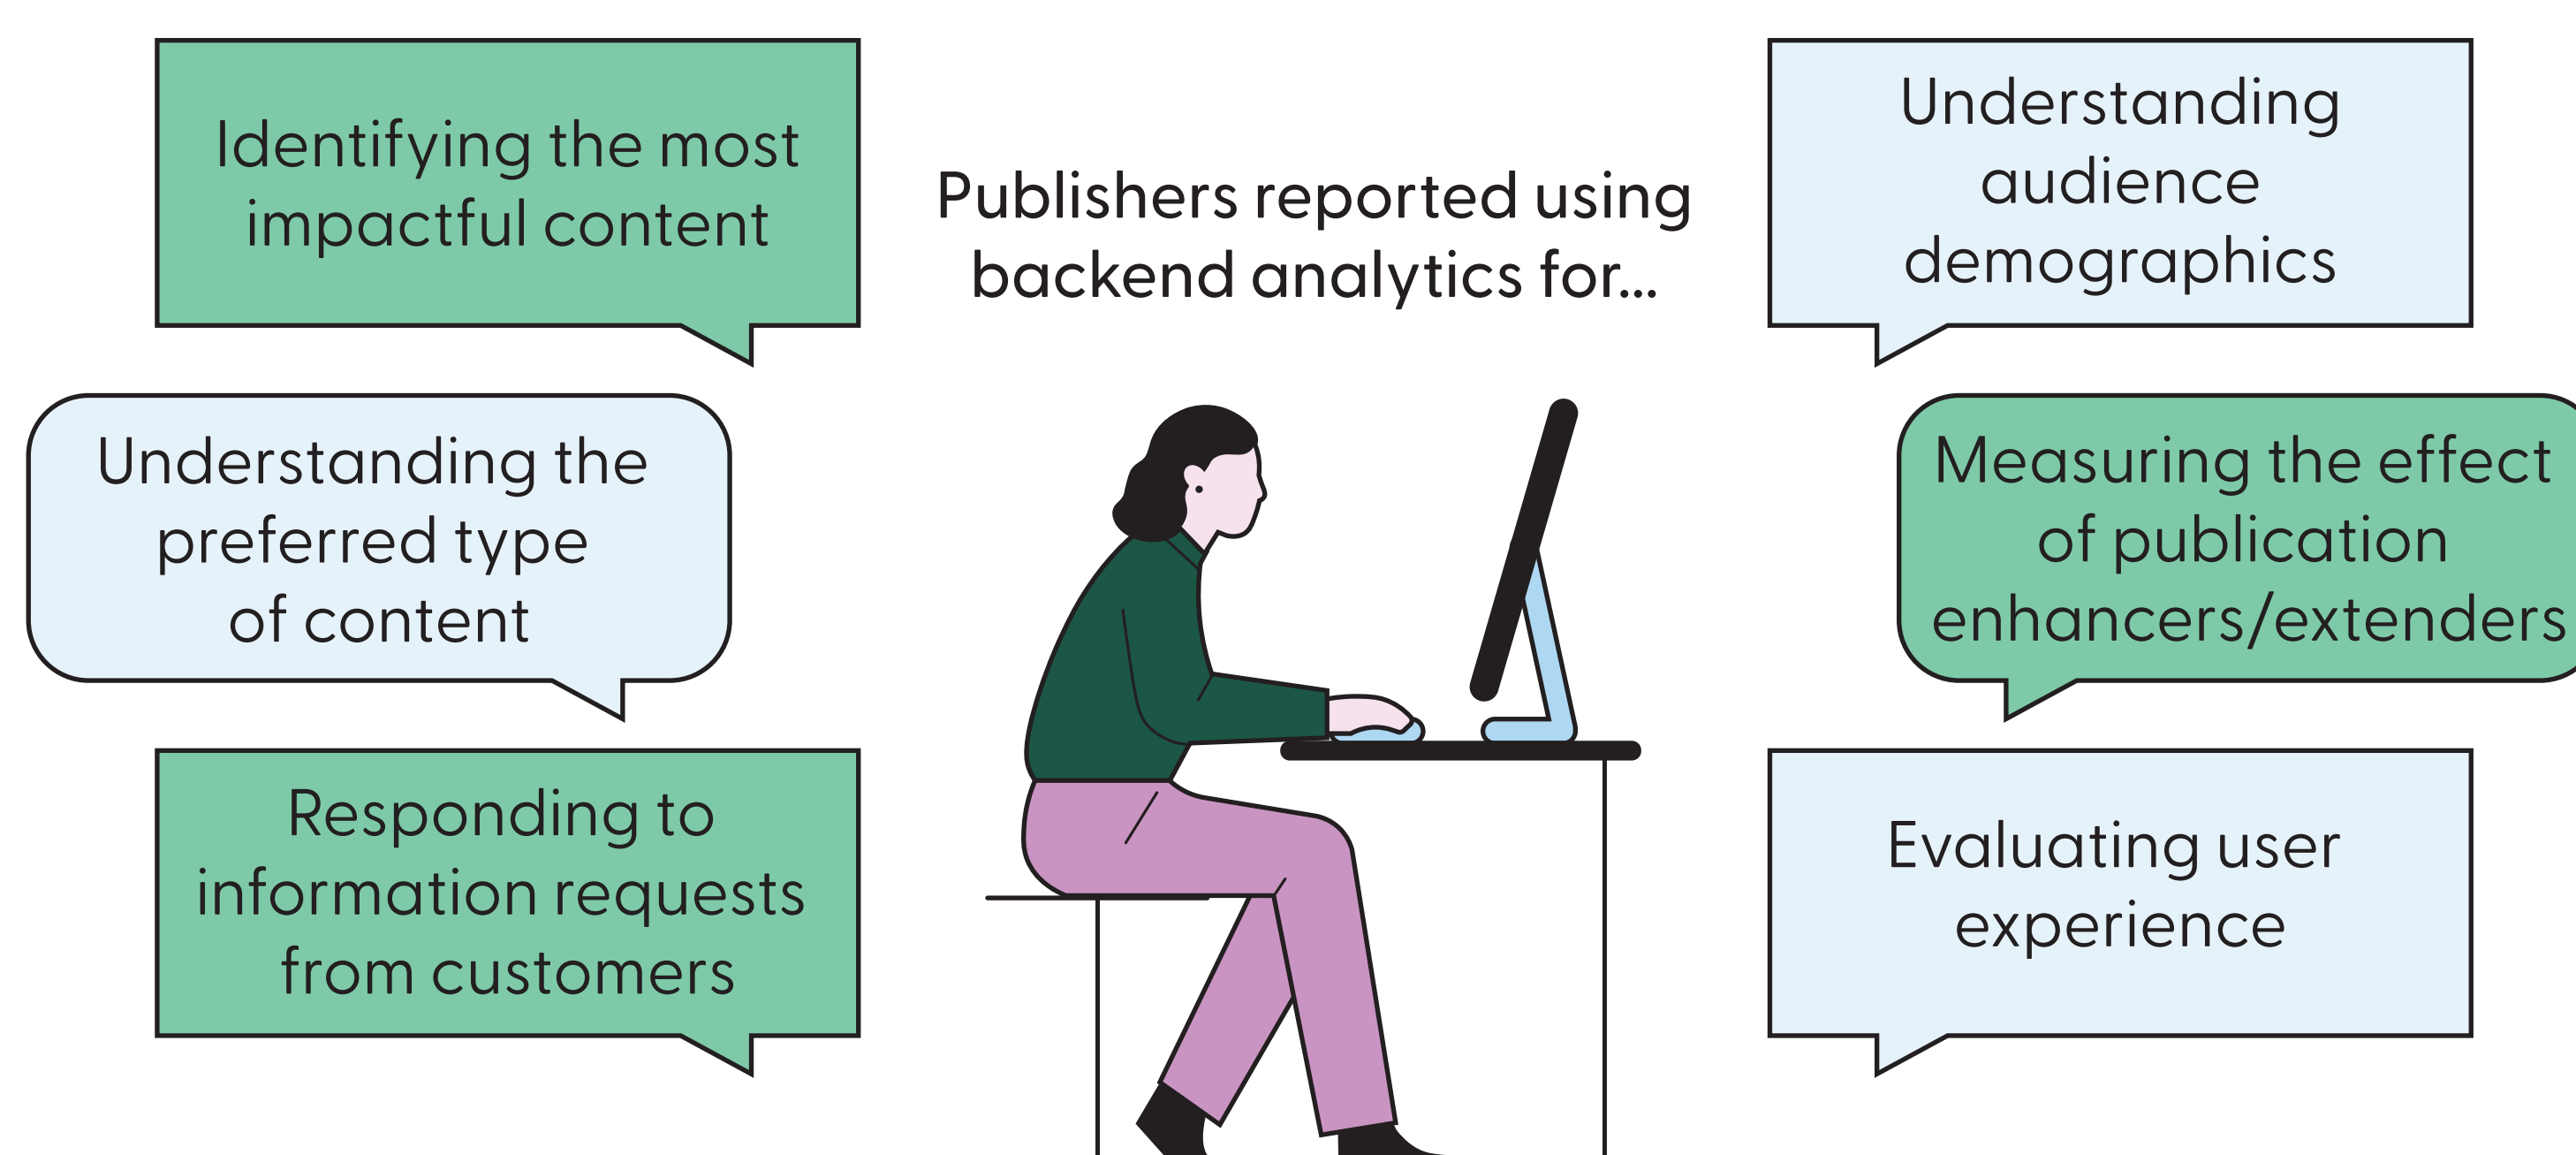 Publishers reported using
backend analytics for...
Identifying the most
impactful content
Understanding the
preferred type
of content
Responding to
information requests
from customers
Understanding
audience
demographics
Measuring the effect
of publication
enhancers/extenders
Evaluating user
experience